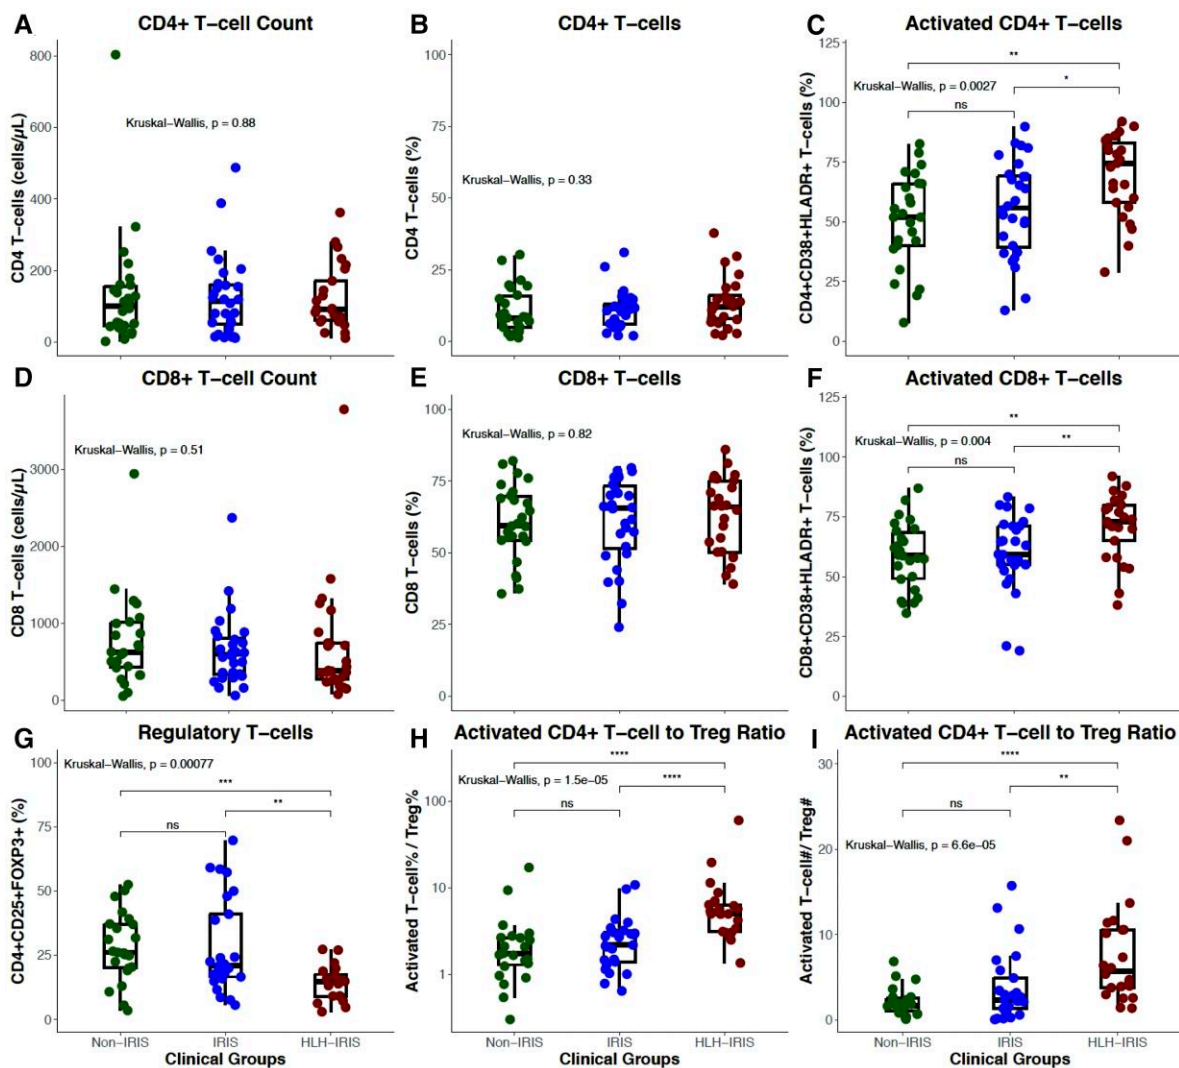 A CD4+ T-cell Count
CD4 T-cells (cells/μL)
800
600
400
200
0
Kruskal-Wallis, p = 0.88
B CD4+ T-cells
CD4 T-cells (%)
100
75
50
25
0
Kruskal-Wallis, p = 0.33
C Activated CD4+ T-cells
CD4+CD38+HLADR+ T-cells (%)
125
100
75
50
25
0
**
*
Kruskal-Wallis, p = 0.0027
ns
D CD8+ T-cell Count
CD8 T-cells (cells/μL)
3000
2000
1000
0
Kruskal-Wallis, p = 0.51
E CD8+ T-cells
CD8 T-cells (%)
100
75
50
25
0
Kruskal-Wallis, p = 0.82
F Activated CD8+ T-cells
CD8+CD38+HLADR+ T-cells (%)
125
100
75
50
25
0
**
Kruskal-Wallis, p = 0.004
**
ns
G Regulatory T-cells
CD4+CD25+FOXP3+ (%)
100
75
50
25
0
Kruskal-Wallis, p = 0.00077
***
**
ns
Non-IRIS IRIS HLH-IRIS
Clinical Groups
H Activated CD4+ T-cell to Treg Ratio
Activated T-cell% / Treg%
100
10
1
****
Kruskal-Wallis, p = 1.5e-05
****
ns
Non-IRIS IRIS HLH-IRIS
Clinical Groups
I Activated CD4+ T-cell to Treg Ratio
Activated T-cell#/ Treg#
30
20
10
0
****
**
ns
Kruskal-Wallis, p = 6.6e-05
Non-IRIS IRIS HLH-IRIS
Clinical Groups